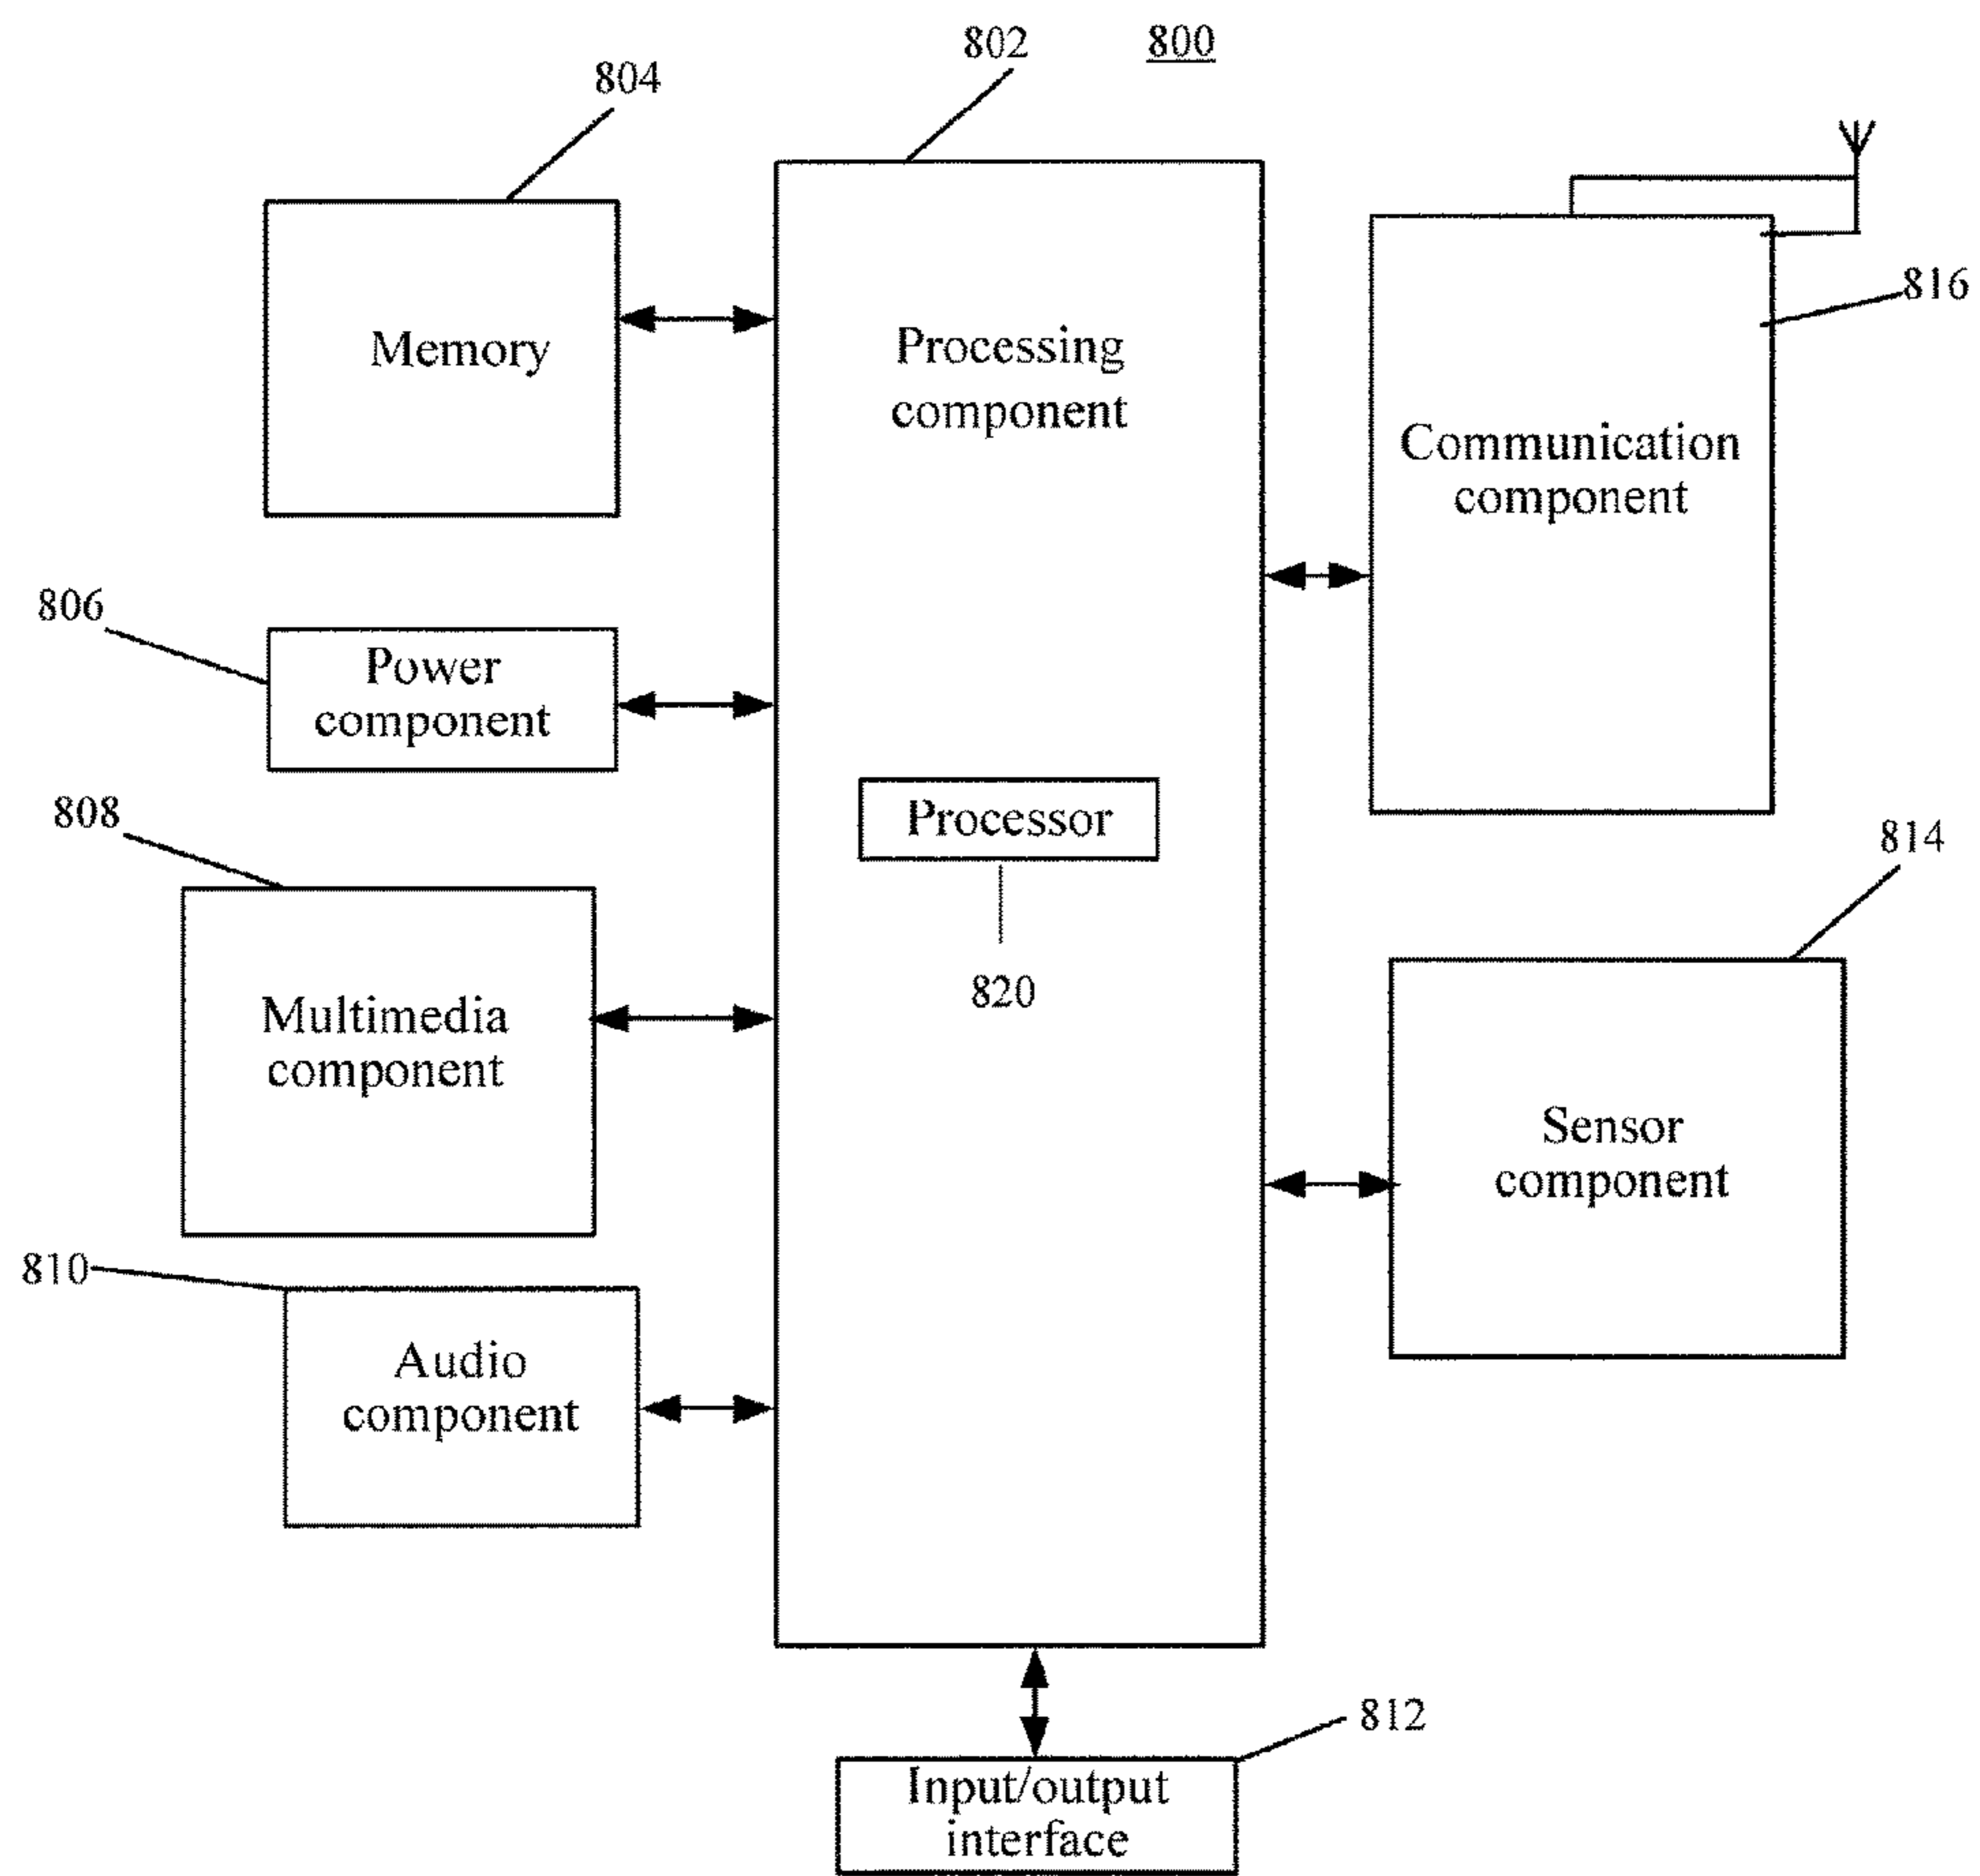 802
800
804
Memory
Processing
component
816
Communication
component
806
Power
component
808
Processor
814
820
Multimedia
component
Sensor
component
810
Audio
component
812
Input/output
interface